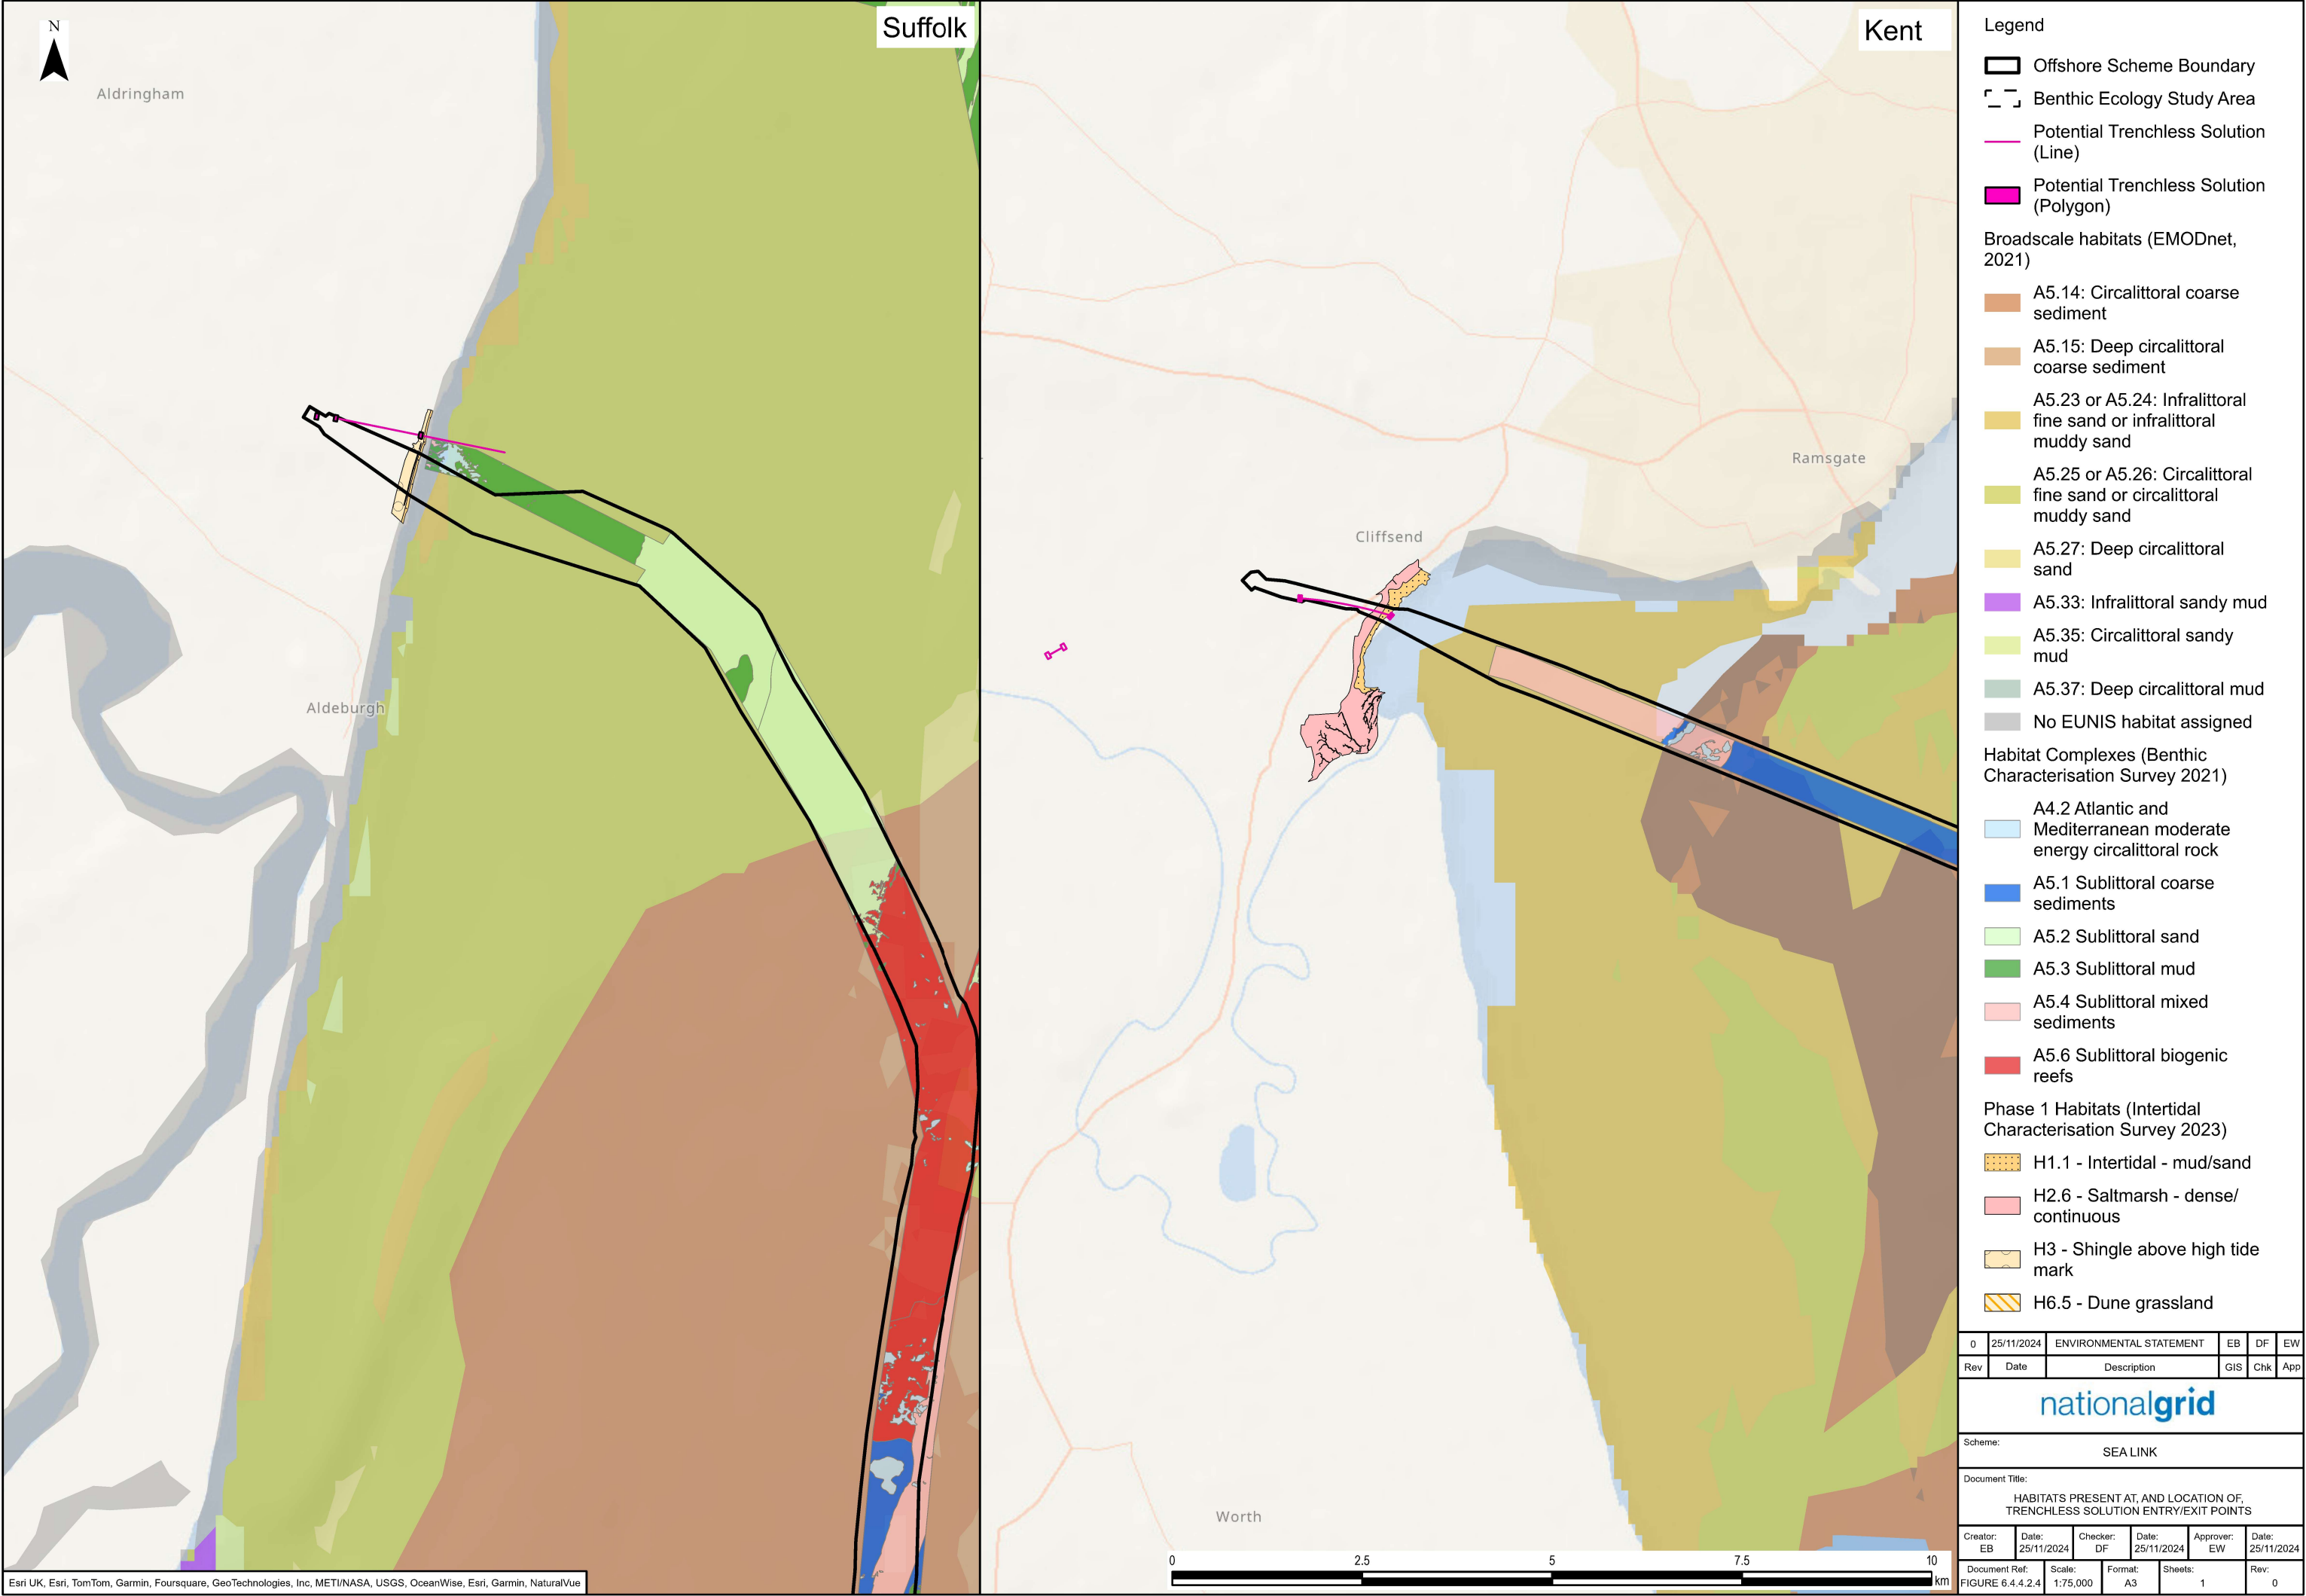 Suffolk
Kent
N
Aldringham
Aldeburgh
Ramsgate
Cliffsend
Worth
0 2.5 5 7.5 10
km
Esri UK, Esri, TomTom, Garmin, Foursquare, GeoTechnologies, Inc, METI/NASA, USGS, OceanWise, Esri, Garmin, NaturalVue
Legend
Offshore Scheme Boundary
Benthic Ecology Study Area
Potential Trenchless Solution
(Line)
Potential Trenchless Solution
(Polygon)
Broadscale habitats (EMODnet,
2021)
A5.14: Circalittoral coarse
sediment
A5.15: Deep circalittoral
coarse sediment
A5.23 or A5.24: Infralittoral
fine sand or infralittoral
muddy sand
A5.25 or A5.26: Circalittoral
fine sand or circalittoral
muddy sand
A5.27: Deep circalittoral
sand
A5.33: Infralittoral sandy mud
A5.35: Circalittoral sandy
mud
A5.37: Deep circalittoral mud
No EUNIS habitat assigned
Habitat Complexes (Benthic
Characterisation Survey 2021)
A4.2 Atlantic and
Mediterranean moderate
energy circalittoral rock
A5.1 Sublittoral coarse
sediments
A5.2 Sublittoral sand
A5.3 Sublittoral mud
A5.4 Sublittoral mixed
sediments
A5.6 Sublittoral biogenic
reefs
Phase 1 Habitats (Intertidal
Characterisation Survey 2023)
H1.1 - Intertidal - mud/sand
H2.6 - Saltmarsh - dense/
continuous
H3 - Shingle above high tide
mark
H6.5 - Dune grassland
0 25/11/2024 ENVIRONMENTAL STATEMENT EB DF EW
Rev Date Description GIS Chk App
nationalgrid
Scheme:
SEA LINK
Document Title:
HABITATS PRESENT AT, AND LOCATION OF,
TRENCHLESS SOLUTION ENTRY/EXIT POINTS
Creator: Date: Checker: Date: Approver: Date:
EB 25/11/2024 DF 25/11/2024 EW 25/11/2024
Document Ref: Scale: Format: Sheets: Rev:
FIGURE 6.4.4.2.4 1:75,000 A3 1 0